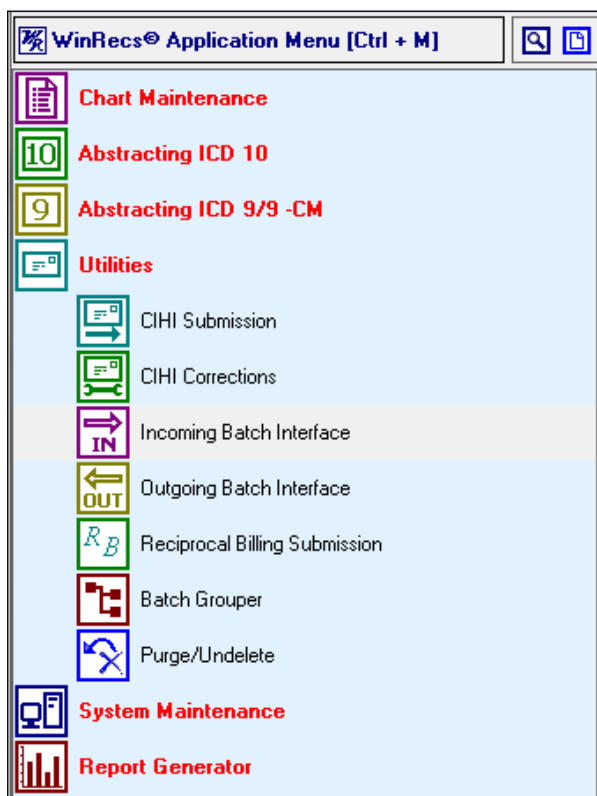 WinRecs© Application Menu [Ctrl + M]
Chart Maintenance
10 Abstracting ICD 10
9 Abstracting ICD 9/9 -CM
Utilities
CIHI Submission
CIHI Corrections
IN Incoming Batch Interface
OUT Outgoing Batch Interface
RB Reciprocal Billing Submission
Batch Grouper
Purge/Undelete
System Maintenance
Report Generator